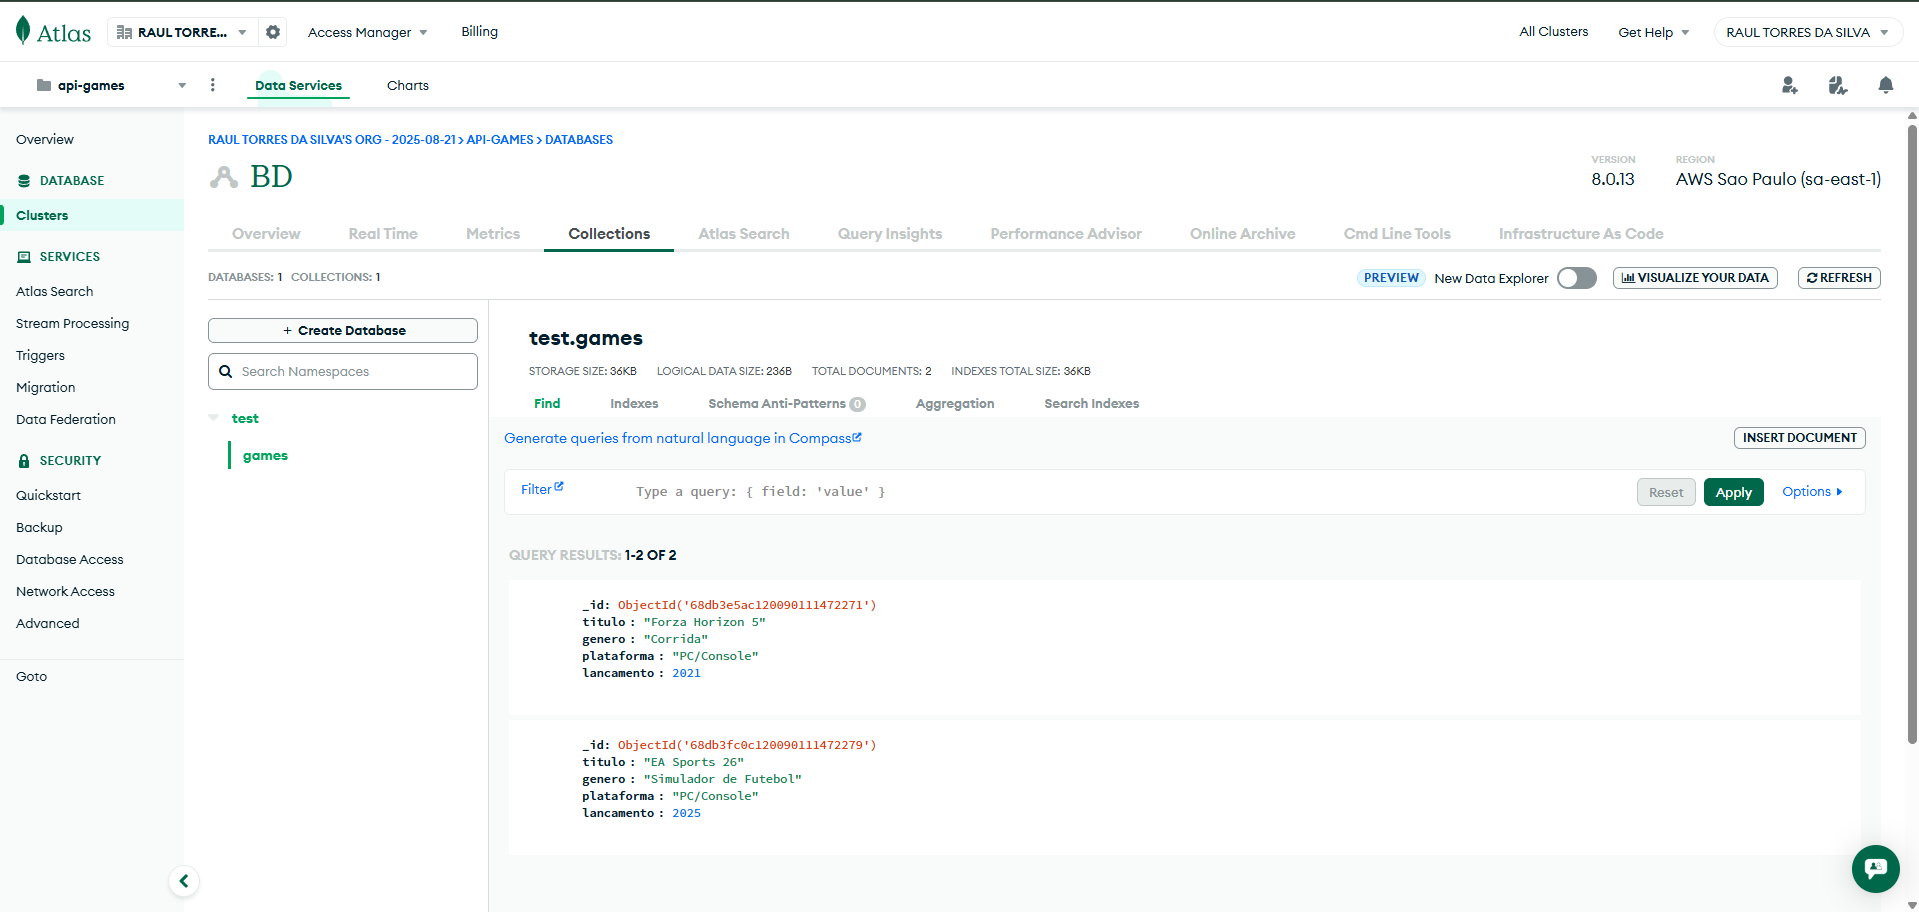 Atlas
RAUL TORRE...
Access Manager
Billing
All Clusters
Get Help
RAUL TORRES DA SILVA
api-games
Data Services
Charts
Overview
DATABASE
Clusters
SERVICES
Atlas Search
Stream Processing
Triggers
Migration
Data Federation
SECURITY
Quickstart
Backup
Database Access
Network Access
Advanced
Goto
RAUL TORRES DA SILVA'S ORG - 2025-08-21 > API-GAMES > DATABASES
BD
VERSION
8.0.13
REGION
AWS Sao Paulo (sa-east-1)
Overview
Real Time
Metrics
Collections
Atlas Search
Query Insights
Performance Advisor
Online Archive
Cmd Line Tools
Infrastructure As Code
DATABASES: 1 COLLECTIONS: 1
PREVIEW
New Data Explorer
VISUALIZE YOUR DATA
REFRESH
+ Create Database
Search Namespaces
test
games
test.games
STORAGE SIZE: 36KB LOGICAL DATA SIZE: 236B TOTAL DOCUMENTS: 2 INDEXES TOTAL SIZE: 36KB
Find
Indexes
Schema Anti-Patterns 0
Aggregation
Search Indexes
Generate queries from natural language in Compass
INSERT DOCUMENT
Filter
Type a query: { field: 'value' }
Reset
Apply
Options
QUERY RESULTS: 1-2 OF 2
_id: ObjectId('68db3e5ac120090111472271')
titulo : "Forza Horizon 5"
genero : "Corrida"
plataforma : "PC/Console"
lancamento : 2021
_id: ObjectId('68db3fc0c120090111472279')
titulo : "EA Sports 26"
genero : "Simulador de Futebol"
plataforma : "PC/Console"
lancamento : 2025